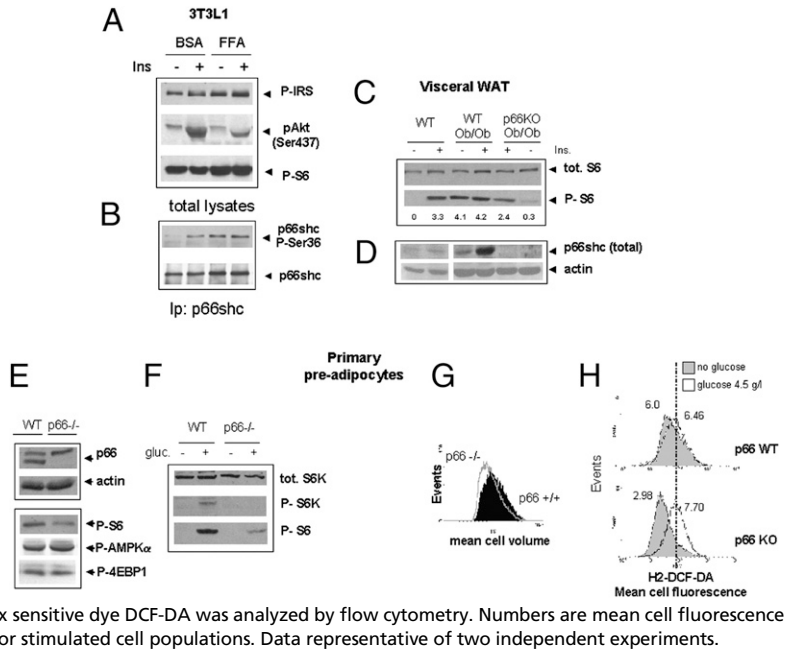 A
3T3L1
BSA FFA
Ins - + - +
P-IRS
pAkt
(Ser437)
P-S6
total lysates
B
p66shc
P-Ser36
p66shc
Ip: p66shc
C
Visceral WAT
WT WT Ob/Ob p66KO Ob/Ob
- + - + + - Ins.
tot. S6
P- S6
0 3.3 4.1 4.2 2.4 0.3
D
p66shc (total)
actin
E
WT p66-/-
p66
actin
P-S6
P-AMPKα
P-4EBP1
F
Primary
pre-adipocytes
WT p66-/-
gluc. - + - +
tot. S6K
P- S6K
P- S6
G
p66 -/-
p66 +/+
Events
mean cell volume
H
no glucose
glucose 4.5 g/l
6.0 6.46
p66 WT
Events
2.98 7.70
p66 KO
H2-DCF-DA
Mean cell fluorescence
x sensitive dye DCF-DA was analyzed by flow cytometry. Numbers are mean cell fluorescence
or stimulated cell populations. Data representative of two independent experiments.